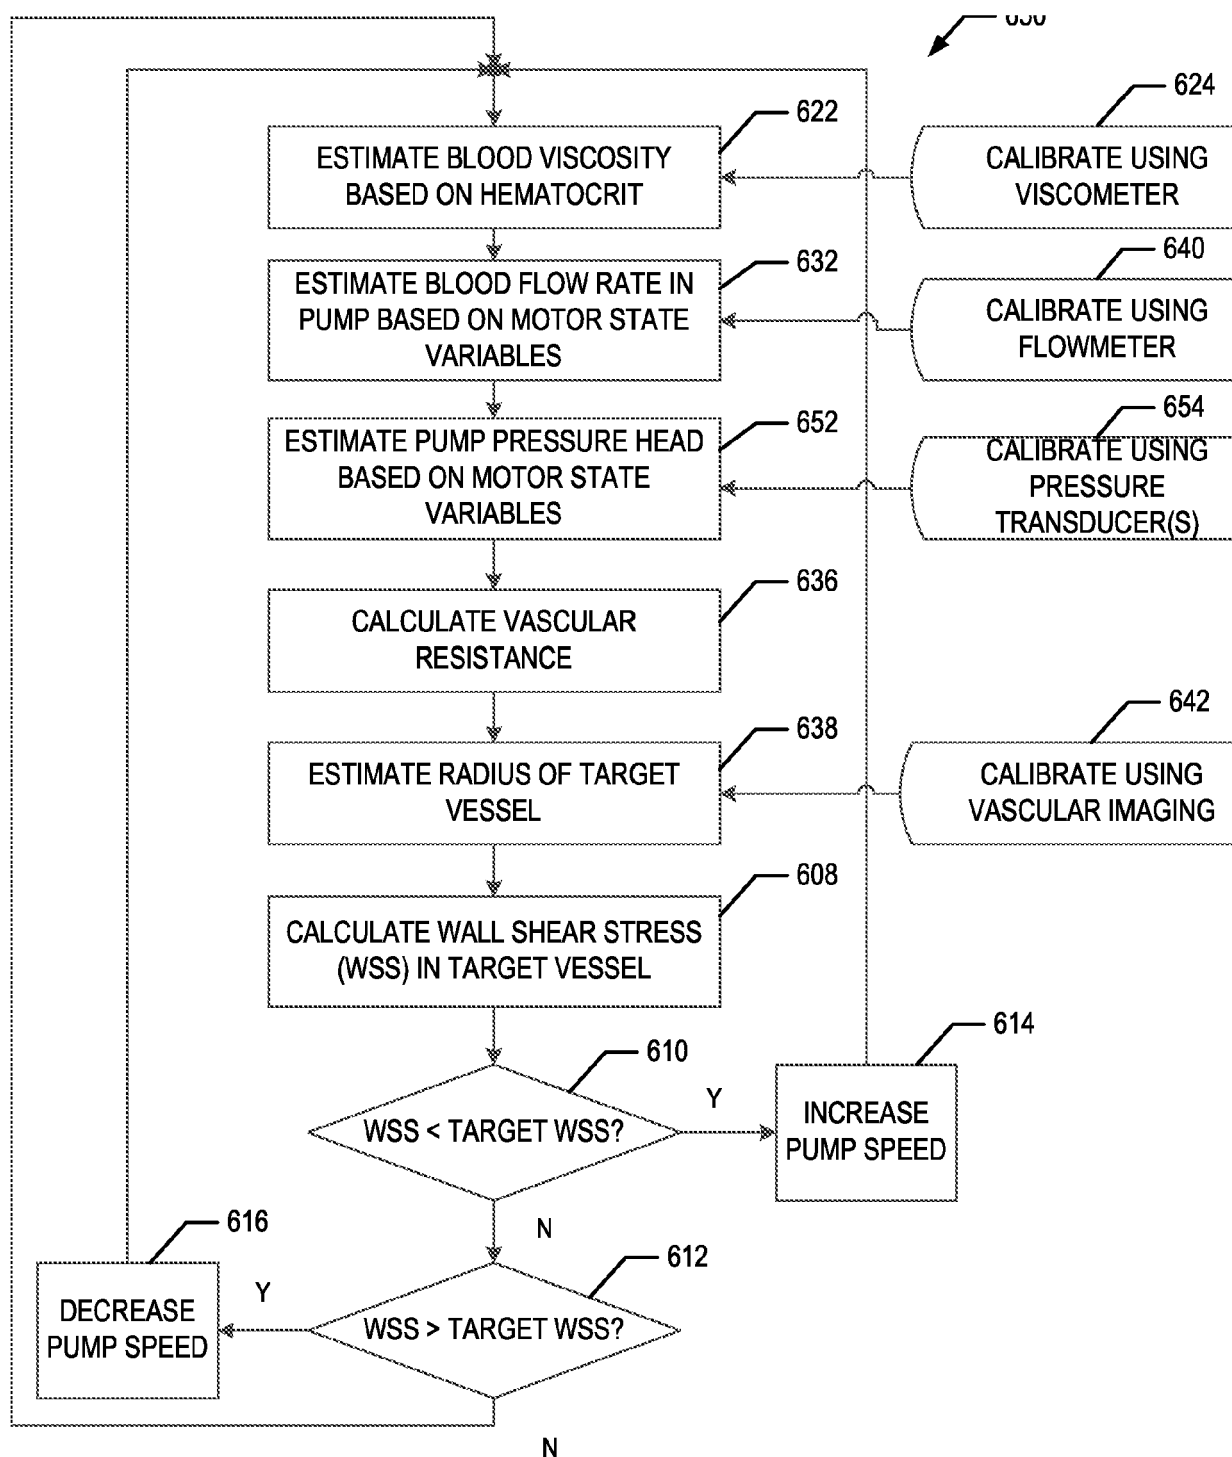 622
624
ESTIMATE BLOOD VISCOSITY
BASED ON HEMATOCRIT
CALIBRATE USING
VISCOMETER
632
640
ESTIMATE BLOOD FLOW RATE IN
PUMP BASED ON MOTOR STATE
VARIABLES
CALIBRATE USING
FLOWMETER
652
654
ESTIMATE PUMP PRESSURE HEAD
BASED ON MOTOR STATE
VARIABLES
CALIBRATE USING
PRESSURE
TRANSDUCER(S)
636
CALCULATE VASCULAR
RESISTANCE
638
642
ESTIMATE RADIUS OF TARGET
VESSEL
CALIBRATE USING
VASCULAR IMAGING
608
CALCULATE WALL SHEAR STRESS
(WSS) IN TARGET VESSEL
610
614
WSS < TARGET WSS?
Y
INCREASE
PUMP SPEED
N
616
612
DECREASE
PUMP SPEED
Y
WSS > TARGET WSS?
N